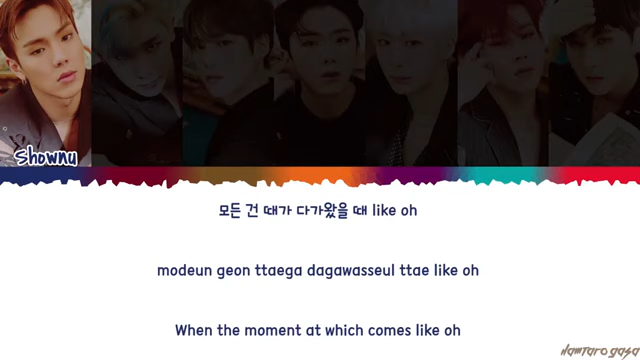 Shownu
모든 건 때가 다가왔을 때 like oh
modeun geon ttaega dagawasseul ttae like oh
When the moment at which comes like oh
Namtaro gasa